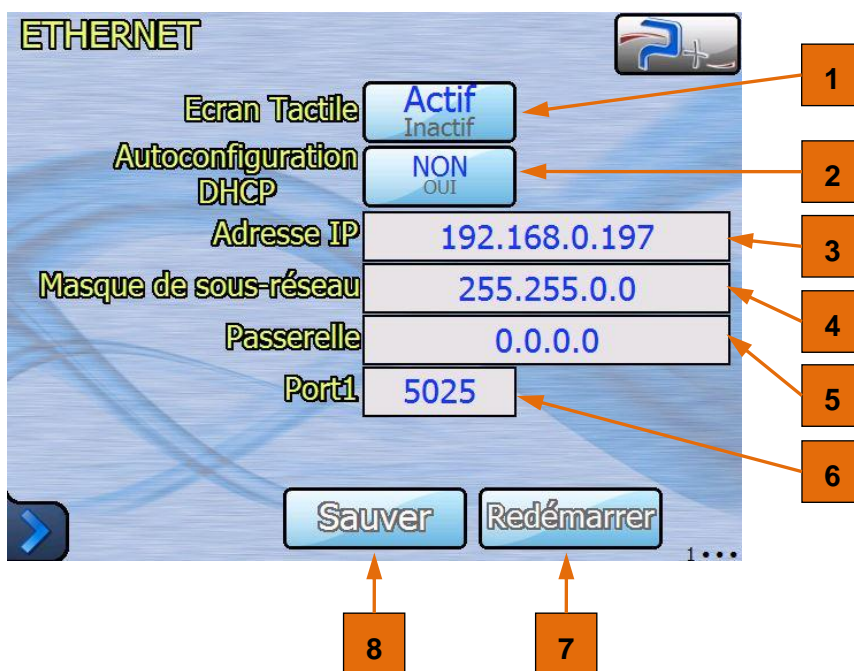 ETHERNET
1
Ecran Tactile
Actif
Inactif
Autoconfiguration
DHCP
NON
OUI
2
Adresse IP
192.168.0.197
3
Masque de sous-réseau
255.255.0.0
4
Passerelle
0.0.0.0
5
Port1
5025
6
Sauver
Redémarrer
1•••
8
7